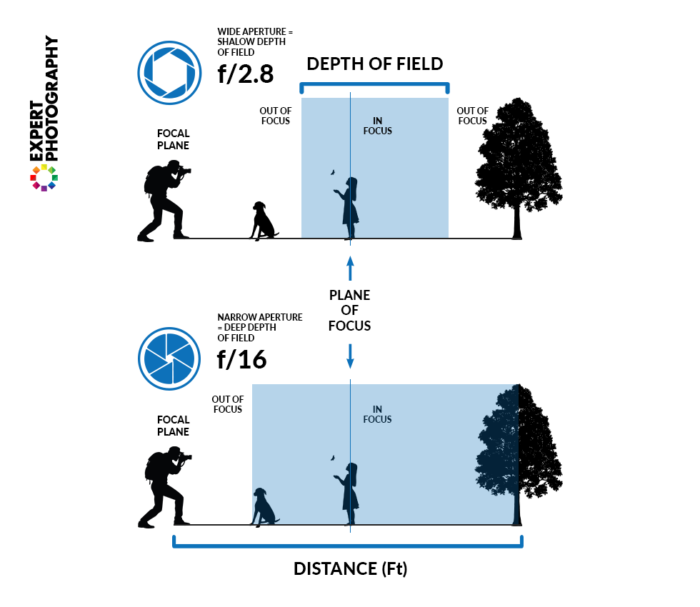 EXPERT
PHOTOGRAPHY
WIDE APERTURE =
SHALOW DEPTH
OF FIELD
f/2.8
DEPTH OF FIELD
OUT OF
FOCUS
IN
FOCUS
OUT OF
FOCUS
FOCAL
PLANE
PLANE
OF
FOCUS
NARROW APERTURE
= DEEP DEPTH
OF FIELD
f/16
OUT OF
FOCUS
IN
FOCUS
FOCAL
PLANE
DISTANCE (Ft)